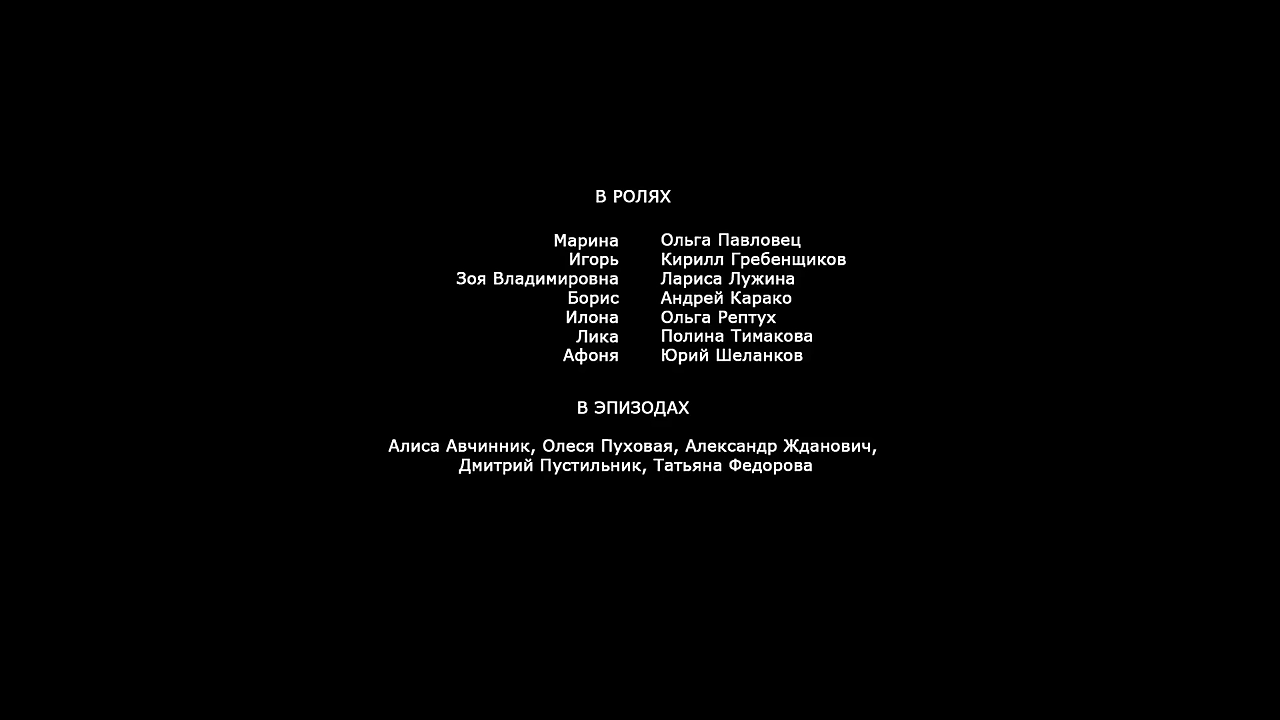 В РОЛЯХ
Марина Ольга Павловец
Игорь Кирилл Гребенщиков
Зоя Владимировна Лариса Лужина
Борис Андрей Карако
Илона Ольга Рептух
Лика Полина Тимакова
Афоня Юрий Шеланков
В ЭПИЗОДАХ
Алиса Авчинник, Олеся Пуховая, Александр Жданович,
Дмитрий Пустильник, Татьяна Федорова